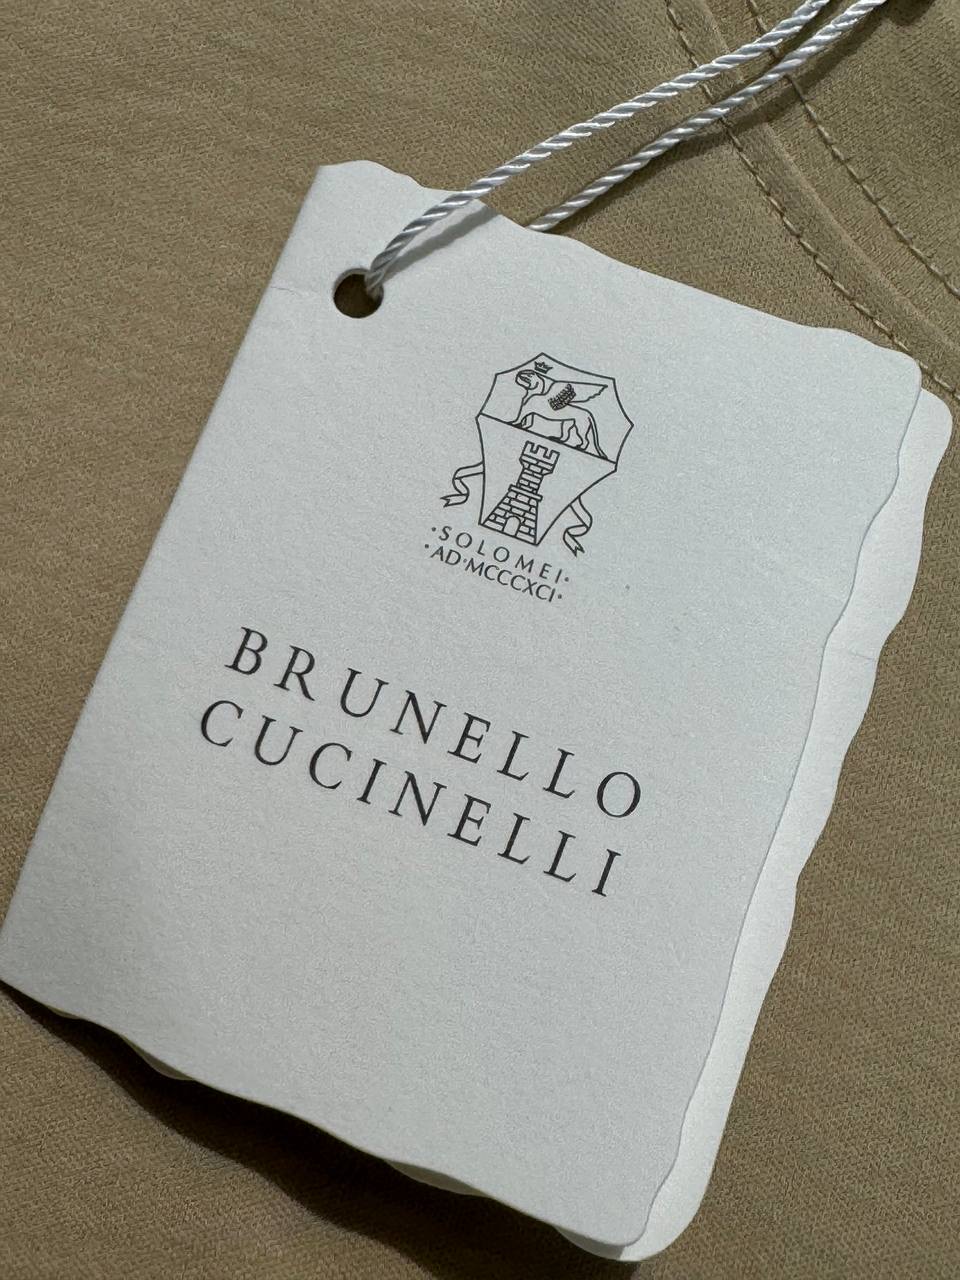 ·SOLOMEI·
·AD·MCCCXCI·
BRUNELLO
CUCINELLI